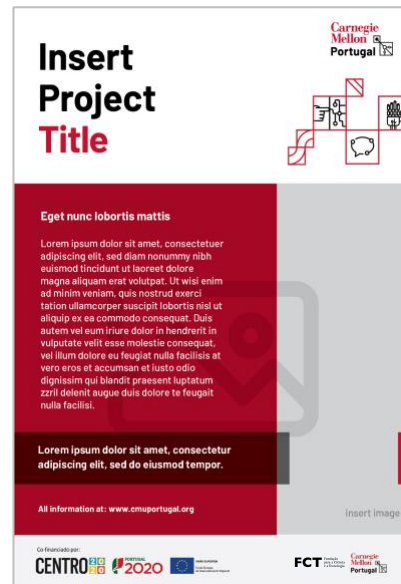 Carnegie
Mellon
Portugal
Insert
Project
Title
Eget nunc lobortis mattis
Lorem ipsum dolor sit amet, consectetuer
adipiscing elit, sed diam nonummy nibh
euismod tincidunt ut laoreet dolore
magna aliquam erat volutpat. Ut wisi enim
ad minim veniam, quis nostrud exerci
tation ullamcorper suscipit lobortis nisl ut
aliquip ex ea commodo consequat. Duis
autem vel eum iriure dolor in hendrerit in
vulputate velit esse molestie consequat,
vel illum dolore eu feugiat nulla facilisis at
vero eros et accumsan et iusto odio
dignissim qui blandit praesent luptatum
zzril delenit augue duis dolore te feugait
nulla facilisi.
Lorem ipsum dolor sit amet, consectetur
adipiscing elit, sed do eiusmod tempor.
All information at: www.cmuportugal.org
insert image
Co-financiado por:
CENTRO 2020
PORTUGAL
2020
FCT
Carnegie
Mellon
Portugal